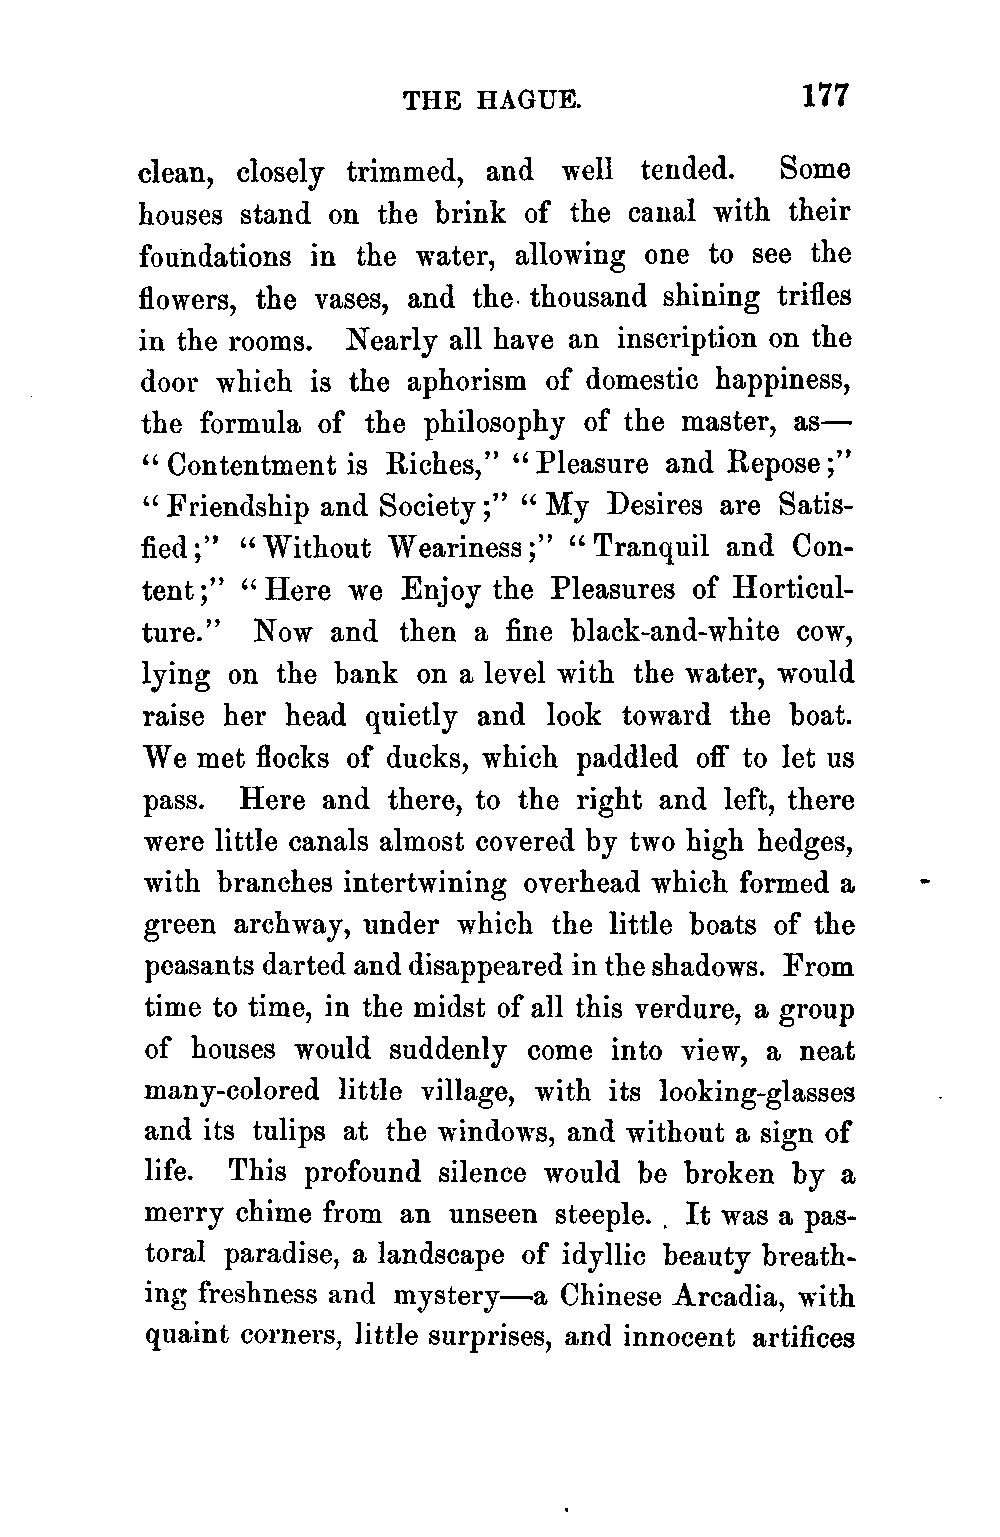 THE HAGUE. 177
clean, closely trimmed, and well tended. Some
houses stand on the brink of the canal with their
foundations in the water, allowing one to see the
flowers, the vases, and the thousand shining trifles
in the rooms. Nearly all have an inscription on the
door which is the aphorism of domestic happiness,
the formula of the philosophy of the master, as—
“Contentment is Riches,” “Pleasure and Repose;”
“Friendship and Society;” “My Desires are Satis-
fied;” “Without Weariness;” “Tranquil and Con-
tent;” “Here we Enjoy the Pleasures of Horticul-
ture.” Now and then a fine black-and-white cow,
lying on the bank on a level with the water, would
raise her head quietly and look toward the boat.
We met flocks of ducks, which paddled off to let us
pass. Here and there, to the right and left, there
were little canals almost covered by two high hedges,
with branches intertwining overhead which formed a
green archway, under which the little boats of the
peasants darted and disappeared in the shadows. From
time to time, in the midst of all this verdure, a group
of houses would suddenly come into view, a neat
many-colored little village, with its looking-glasses
and its tulips at the windows, and without a sign of
life. This profound silence would be broken by a
merry chime from an unseen steeple. It was a pas-
toral paradise, a landscape of idyllic beauty breath-
ing freshness and mystery—a Chinese Arcadia, with
quaint corners, little surprises, and innocent artifices